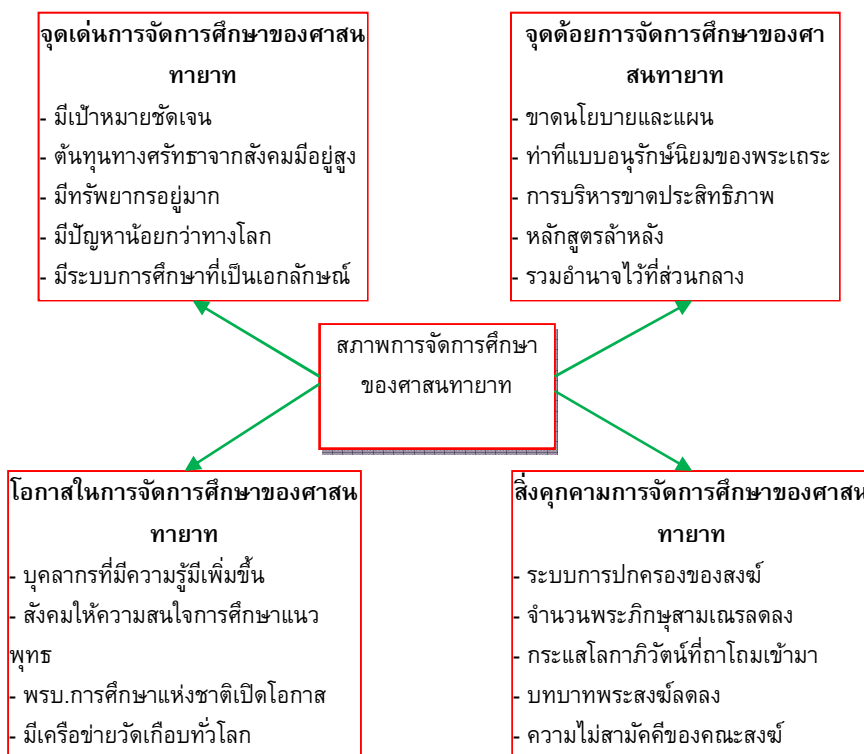 จุดเด่นการจัดการศึกษาของศาสน
ทายาท
- มีเป้าหมายชัดเจน
- ต้นทุนทางศรัทธาจากสังคมมีอยู่สูง
- มีทรัพยากรอยู่มาก
- มีปัญหาน้อยกว่าทางโลก
- มีระบบการศึกษาที่เป็นเอกลักษณ์
จุดด้อยการจัดการศึกษาของศา
สนทายาท
- ขาดนโยบายและแผน
- ท่าทีแบบอนุรักษ์นิยมของพระเถระ
- การบริหารขาดประสิทธิภาพ
- หลักสูตรล้าหลัง
- รวมอำนาจไว้ที่ส่วนกลาง
สภาพการจัดการศึกษา
ของศาสนทายาท
โอกาสในการจัดการศึกษาของศาสน
ทายาท
- บุคลากรที่มีความรู้มีเพิ่มขึ้น
- สังคมให้ความสนใจการศึกษาแนว
พุทธ
- พรบ.การศึกษาแห่งชาติเปิดโอกาส
- มีเครือข่ายวัดเกือบทั่วโลก
สิ่งคุกคามการจัดการศึกษาของศาสน
ทายาท
- ระบบการปกครองของสงฆ์
- จำนวนพระภิกษุสามเณรลดลง
- กระแสโลกาภิวัตน์ที่ถาโถมเข้ามา
- บทบาทพระสงฆ์ลดลง
- ความไม่สามัคคีของคณะสงฆ์